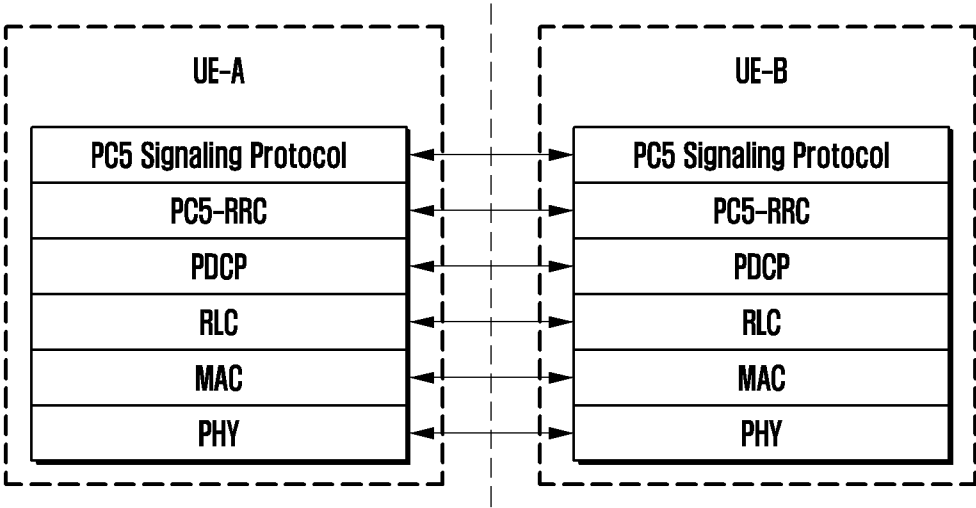 UE-A
PC5 Signaling Protocol
PC5-RRC
PDCP
RLC
MAC
PHY
UE-B
PC5 Signaling Protocol
PC5-RRC
PDCP
RLC
MAC
PHY